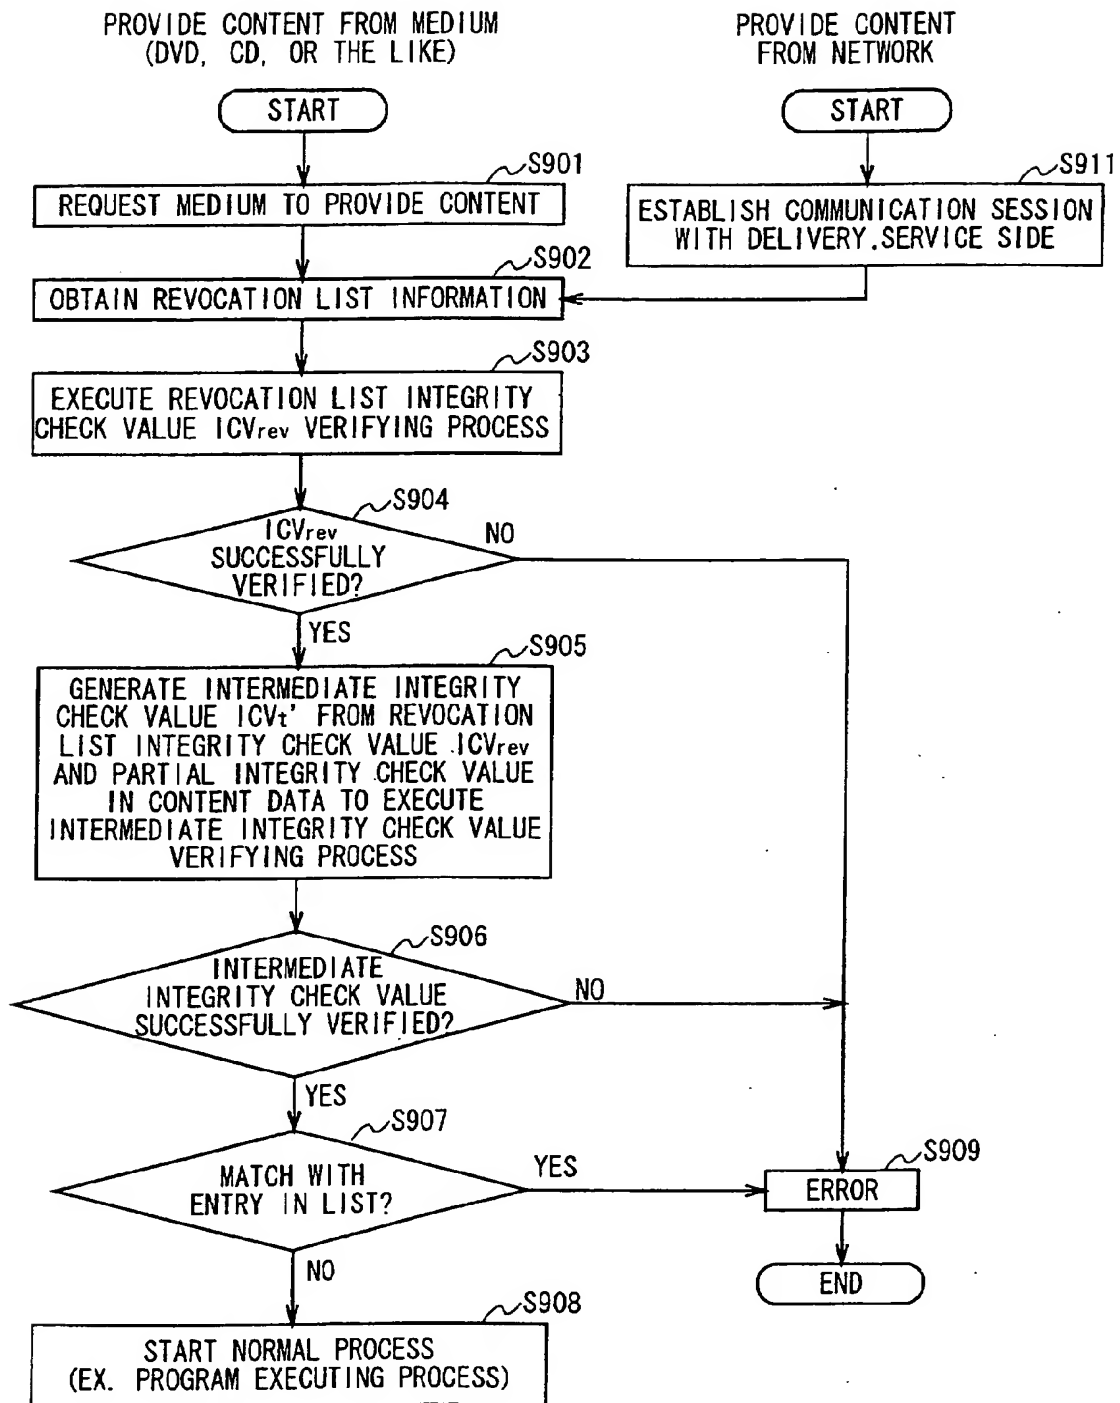 PROVIDE CONTENT FROM MEDIUM
(DVD, CD, OR THE LIKE)
START
S901
REQUEST MEDIUM TO PROVIDE CONTENT
PROVIDE CONTENT
FROM NETWORK
START
S911
ESTABLISH COMMUNICATION SESSION
WITH DELIVERY.SERVICE SIDE
S902
OBTAIN REVOCATION LIST INFORMATION
S903
EXECUTE REVOCATION LIST INTEGRITY
CHECK VALUE ICVrev VERIFYING PROCESS
S904
ICVrev
SUCCESSFULLY
VERIFIED?
NO
YES
S905
GENERATE INTERMEDIATE INTEGRITY
CHECK VALUE ICVt' FROM REVOCATION
LIST INTEGRITY CHECK VALUE ICVrev
AND PARTIAL INTEGRITY CHECK VALUE
IN CONTENT DATA TO EXECUTE
INTERMEDIATE INTEGRITY CHECK VALUE
VERIFYING PROCESS
S906
INTERMEDIATE
INTEGRITY CHECK VALUE
SUCCESSFULLY VERIFIED?
NO
YES
S907
MATCH WITH
ENTRY IN LIST?
YES
NO
S909
ERROR
END
S908
START NORMAL PROCESS
(EX. PROGRAM EXECUTING PROCESS)